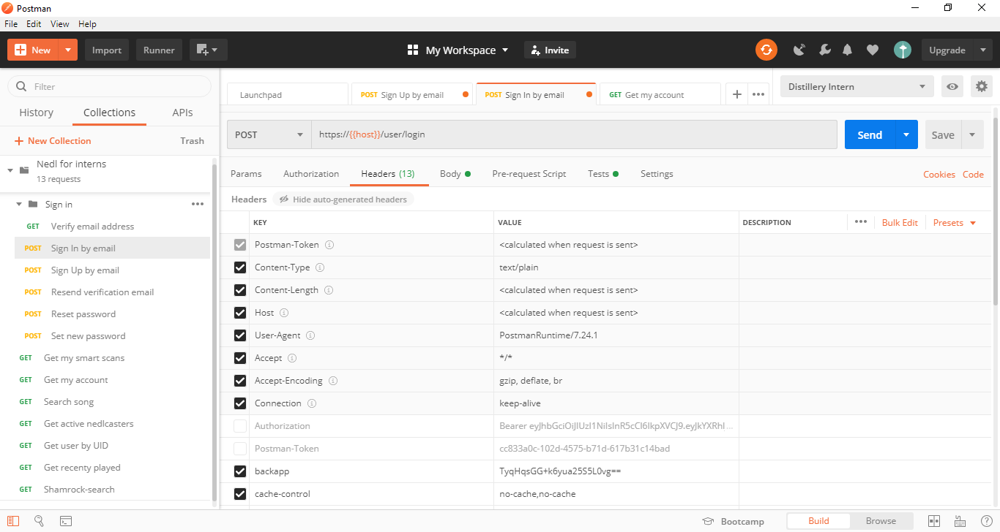 Postman
File Edit View Help
New Import Runner My Workspace Invite Upgrade
Filter
History Collections APIs
New Collection Trash
Nedl for interns
13 requests
Sign in
GET Verify email address
POST Sign In by email
POST Sign Up by email
POST Resend verification email
POST Reset password
POST Set new password
GET Get my smart scans
GET Get my account
GET Search song
GET Get active nedlcasters
GET Get user by UID
GET Get recenty played
GET Shamrock-search
Launchpad POST Sign Up by email POST Sign In by email GET Get my account Distillery Intern
POST https://{{host}}/user/login Send Save
Params Authorization Headers (13) Body Pre-request Script Tests Settings Cookies Code
Headers Hide auto-generated headers
KEY VALUE DESCRIPTION Bulk Edit Presets
Postman-Token <calculated when request is sent>
Content-Type text/plain
Content-Length <calculated when request is sent>
Host <calculated when request is sent>
User-Agent PostmanRuntime/7.24.1
Accept */*
Accept-Encoding gzip, deflate, br
Connection keep-alive
Authorization Bearer eyJhbGciOiJIUzI1NiIsInR5cCI6IkpXVCJ9.eyJkYXRhI...
Postman-Token cc833a0c-102d-4575-b71d-617b31c14bad
backapp TyqHqsGG+k6yua25S5L0vg==
cache-control no-cache,no-cache
Bootcamp Build Browse